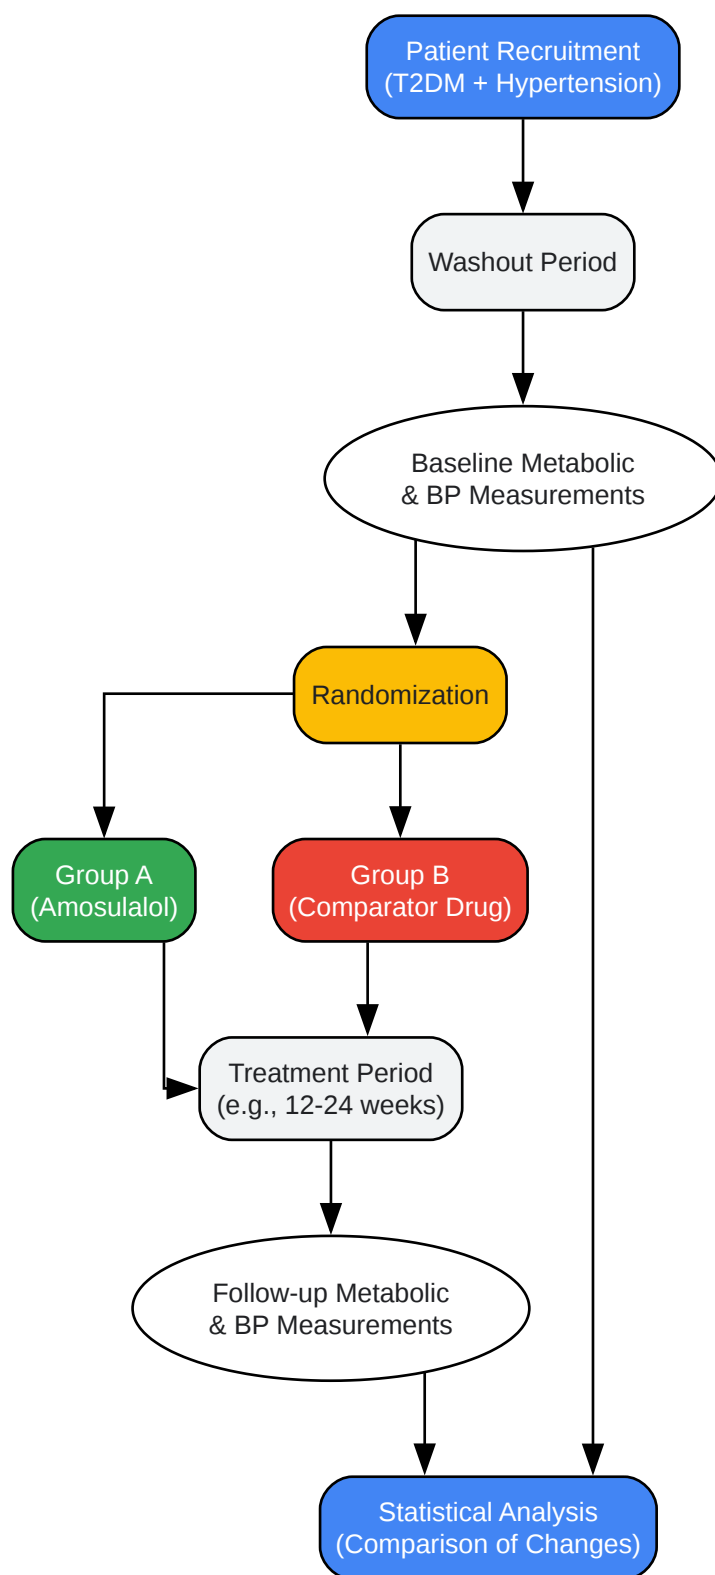 Patient Recruitment
(T2DM + Hypertension)
Washout Period
Baseline Metabolic
& BP Measurements
Randomization
Group A
(Amosulalol)
Group B
(Comparator Drug)
Treatment Period
(e.g., 12-24 weeks)
Follow-up Metabolic
& BP Measurements
Statistical Analysis
(Comparison of Changes)